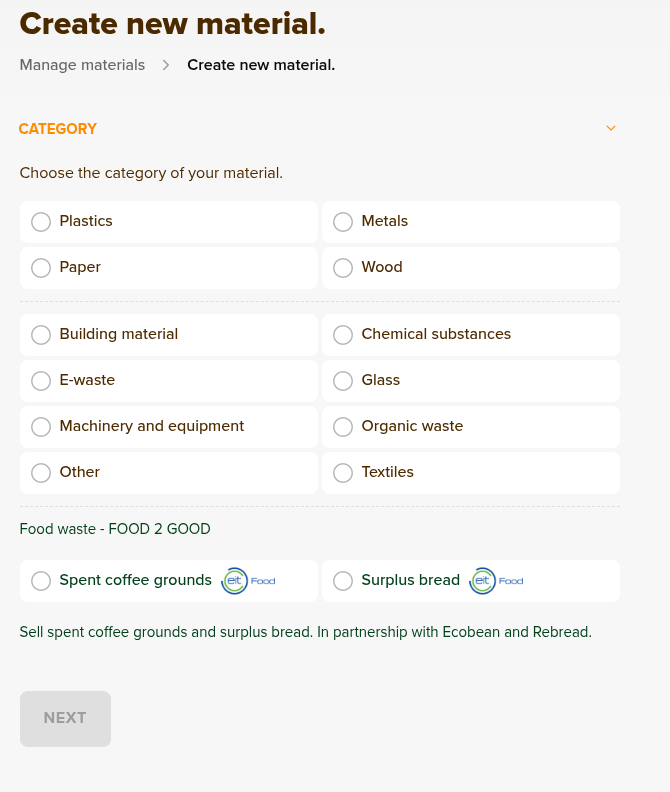 Create new material.
Manage materials > Create new material.
CATEGORY
Choose the category of your material.
Plastics
Metals
Paper
Wood
Building material
Chemical substances
E-waste
Glass
Machinery and equipment
Organic waste
Other
Textiles
Food waste - FOOD 2 GOOD
Spent coffee grounds eit Food
Surplus bread eit Food
Sell spent coffee grounds and surplus bread. In partnership with Ecobean and Rebread.
NEXT